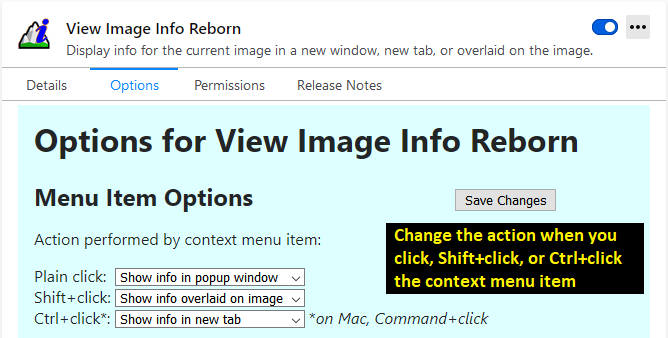 View Image Info Reborn
Display info for the current image in a new window, new tab, or overlaid on the image.
Details Options Permissions Release Notes
Options for View Image Info Reborn
Menu Item Options
Save Changes
Action performed by context menu item:
Change the action when you
click, Shift+click, or Ctrl+click
the context menu item
Plain click: Show info in popup window
Shift+click: Show info overlaid on image
Ctrl+click*: Show info in new tab *on Mac, Command+click